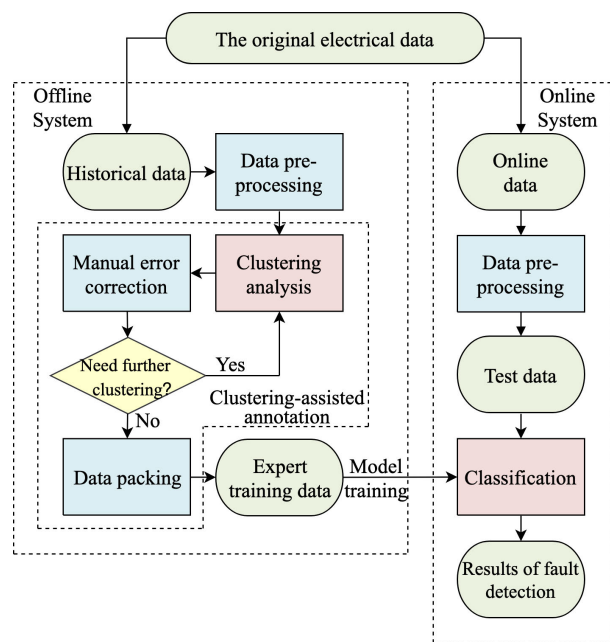 The original electrical data
Offline
System
Online
System
Historical data
Data pre-
processing
Online
data
Manual error
correction
Clustering
analysis
Data pre-
processing
Need further
clustering?
Yes
No
Clustering-assisted
annotation
Test data
Data packing
Expert
training data
Model
training
Classification
Results of fault
detection